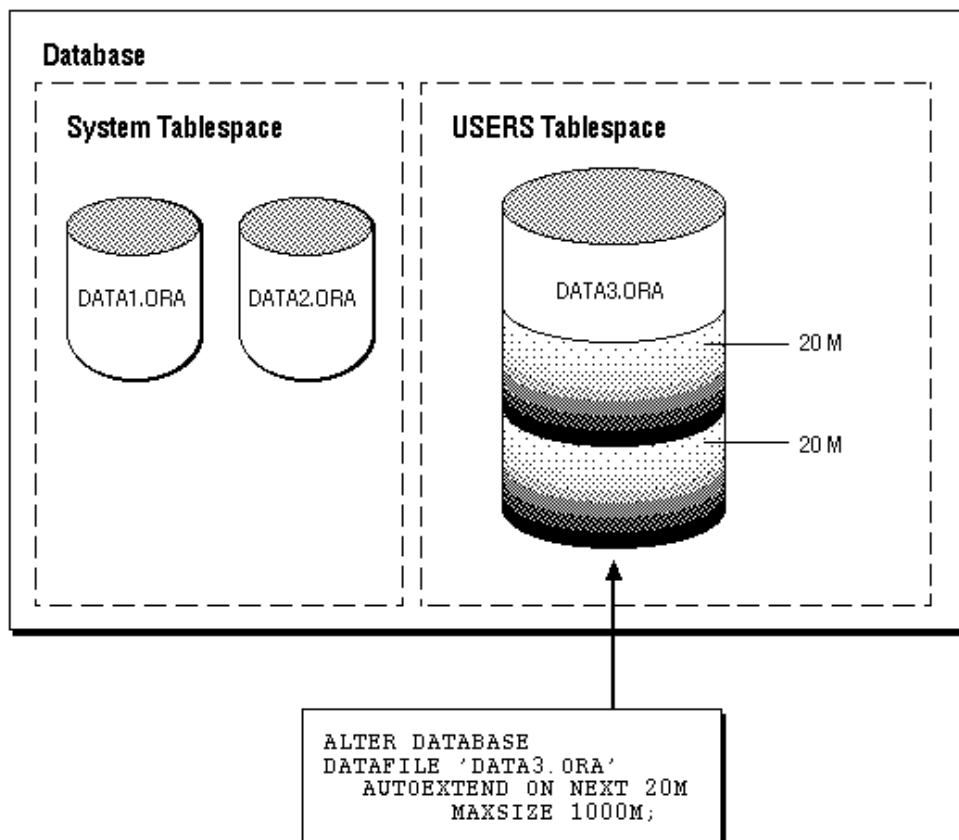 Database
System Tablespace
USERS Tablespace
DATA1.ORA
DATA2.ORA
DATA3.ORA
20 M
20 M
ALTER DATABASE
DATAFILE 'DATA3.ORA'
AUTOEXTEND ON NEXT 20M
MAXSIZE 1000M;